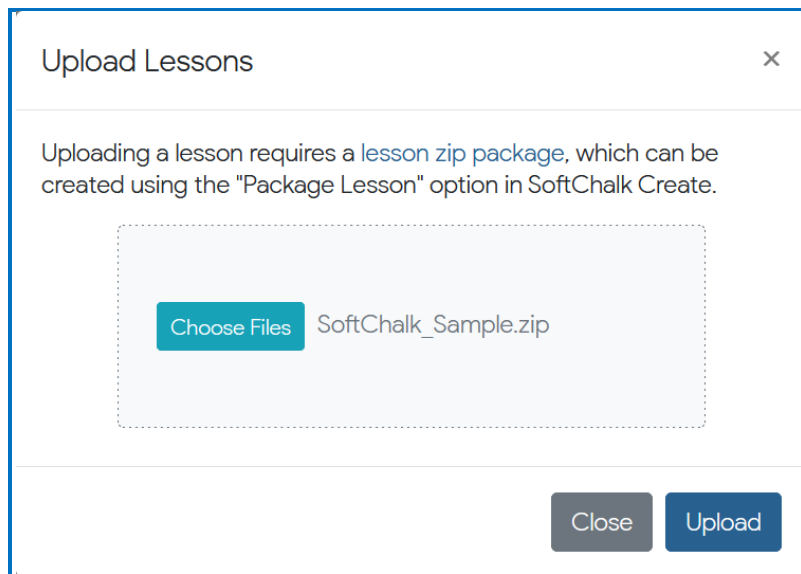 Upload Lessons ×
Uploading a lesson requires a lesson zip package, which can be
created using the "Package Lesson" option in SoftChalk Create.
Choose Files SoftChalk_Sample.zip
Close Upload